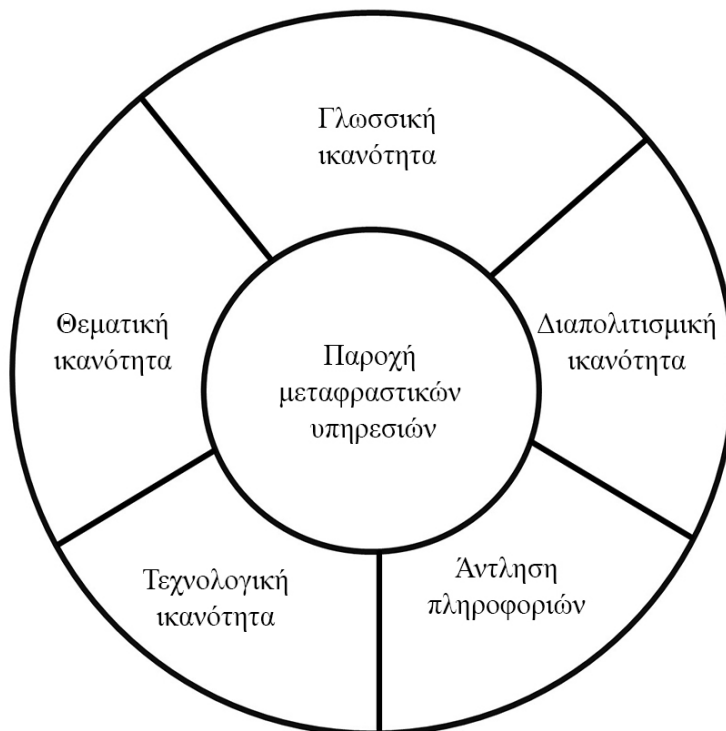 Γλωσσική
ικανότητα
Θεματική
ικανότητα
Διαπολιτισμική
ικανότητα
Παροχή
μεταφραστικών
υπηρεσιών
Τεχνολογική
ικανότητα
Άντληση
πληροφοριών